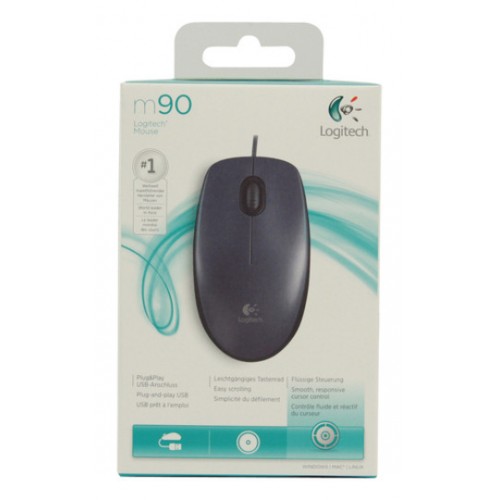 m90
Logitech®
Mouse
Logitech
#1
Logitech
Plug&Play
USB-Anschluss
Plug-and-play USB
USB prêt à l'emploi
Leichtgängiges Tastenrad
Easy scrolling
Simplicité du défilement
Flüssige Steuerung
Smooth, responsive
cursor control
Contrôle fluide et réactif
du curseur